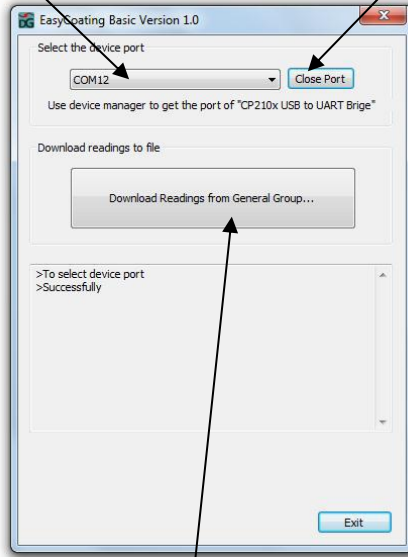 EasyCoating Basic Version 1.0
Select the device port
COM12
Close Port
Use device manager to get the port of "CP210x USB to UART Brige"
Download readings to file
Download Readings from General Group...
>To select device port
>Successfully
Exit